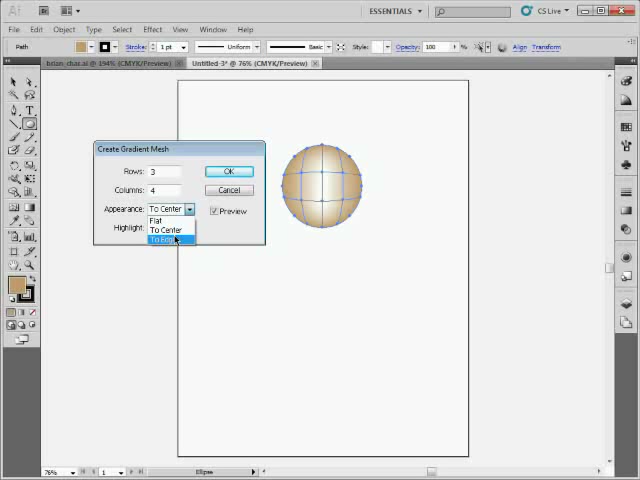 Ai Br ESSENTIALS CS Live
File Edit Object Type Select Effect View Window Help
Path Stroke: 1 pt Uniform Basic Style: Opacity: 100 % Align Transform
Untitled-3* @ 76% (CMYK/Preview)
Create Gradient Mesh
Rows: 3 OK
Columns: 4 Cancel
Appearance: To Center Preview
Flat
To Center
Highlight:
76% 1 Ellipse